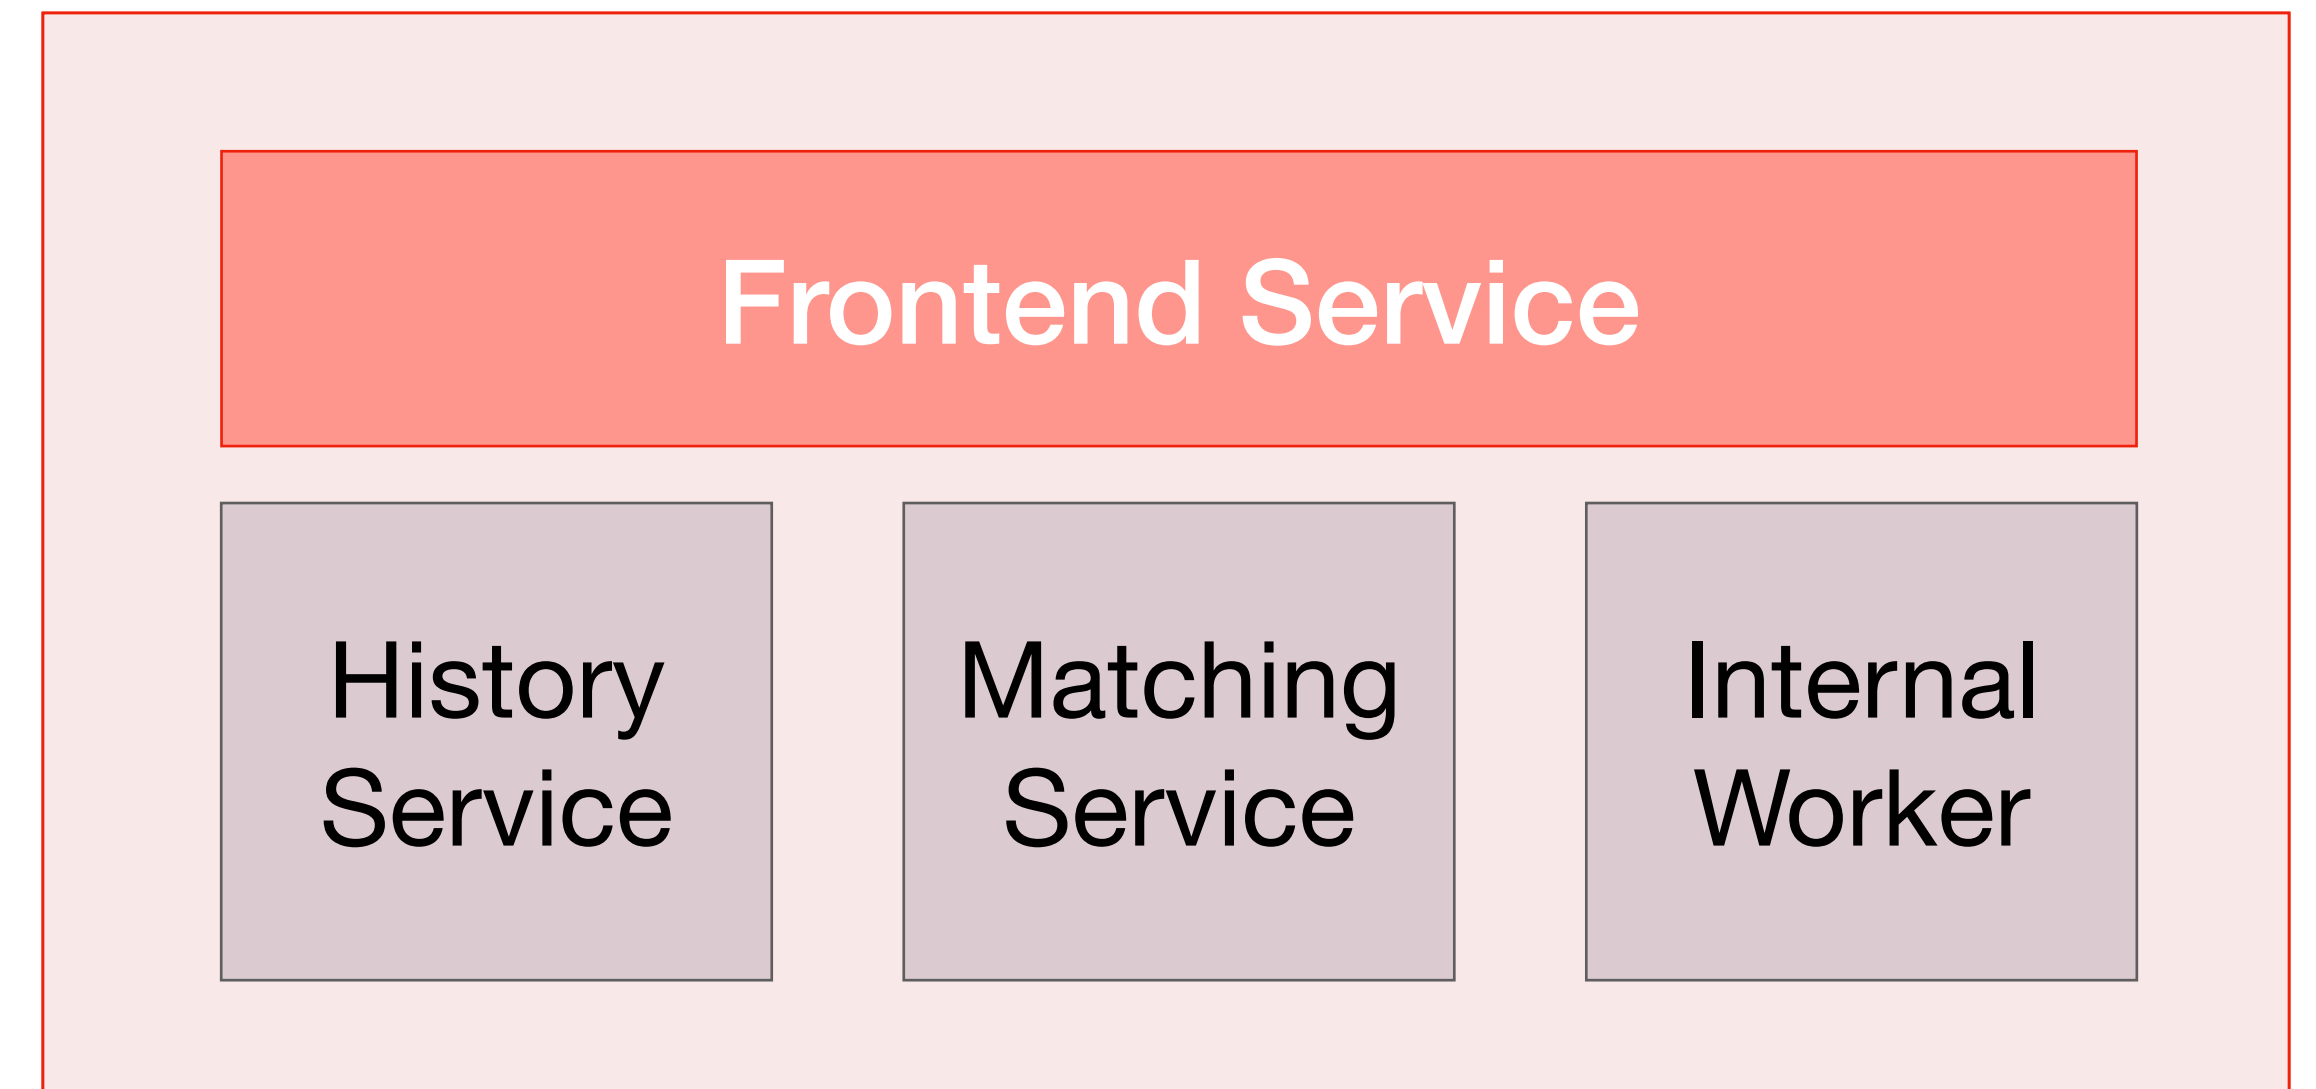 Frontend Service
History
Service
Matching
Service
Internal
Worker